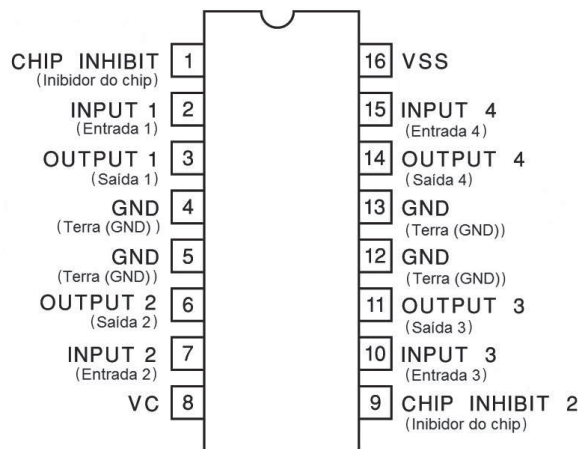 CHIP INHIBIT 1
(Inibidor do chip)
INPUT 1 2
(Entrada 1)
OUTPUT 1 3
(Saída 1)
GND 4
(Terra (GND))
GND 5
(Terra (GND))
OUTPUT 2 6
(Saída 2)
INPUT 2 7
(Entrada 2)
VC 8
16 VSS
15 INPUT 4
(Entrada 4)
14 OUTPUT 4
(Saída 4)
13 GND
(Terra (GND))
12 GND
(Terra (GND))
11 OUTPUT 3
(Saída 3)
10 INPUT 3
(Entrada 3)
9 CHIP INHIBIT 2
(Inibidor do chip)